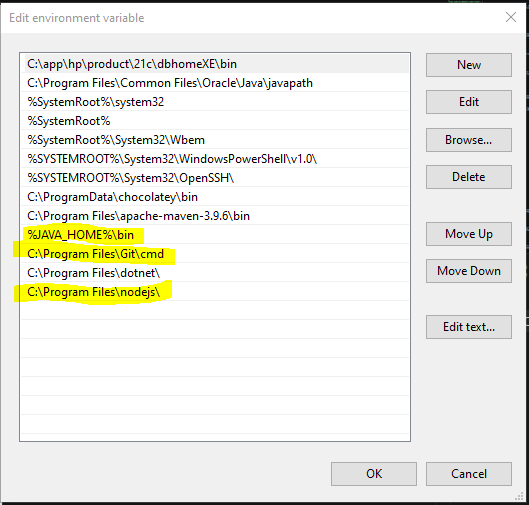 Edit environment variable
C:\app\hp\product\21c\dbhomeXE\bin
New
C:\Program Files\Common Files\Oracle\Java\javapath
%SystemRoot%\system32
Edit
%SystemRoot%
%SystemRoot%\System32\Wbem
Browse...
%SYSTEMROOT%\System32\WindowsPowerShell\v1.0\
%SYSTEMROOT%\System32\OpenSSH\
Delete
C:\ProgramData\chocolatey\bin
C:\Program Files\apache-maven-3.9.6\bin
%JAVA_HOME%\bin
Move Up
C:\Program Files\Git\cmd
C:\Program Files\dotnet\
Move Down
C:\Program Files\nodejs\
Edit text...
OK
Cancel